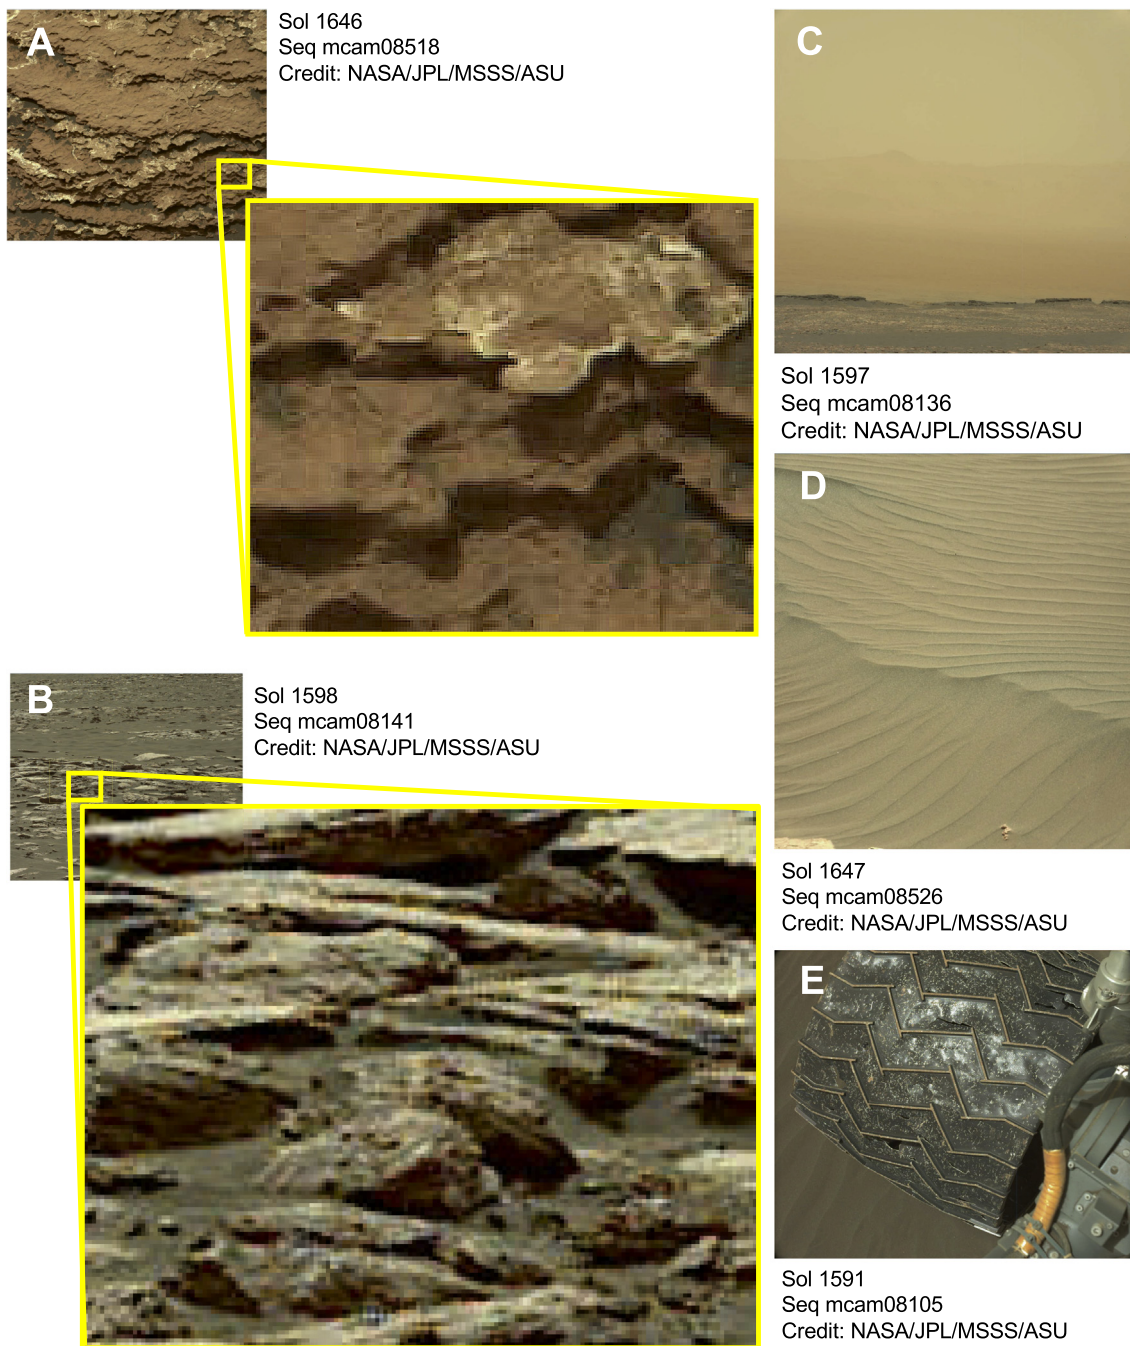 A
Sol 1646
Seq mcam08518
Credit: NASA/JPL/MSSS/ASU
B
Sol 1598
Seq mcam08141
Credit: NASA/JPL/MSSS/ASU
C
Sol 1597
Seq mcam08136
Credit: NASA/JPL/MSSS/ASU
D
Sol 1647
Seq mcam08526
Credit: NASA/JPL/MSSS/ASU
E
Sol 1591
Seq mcam08105
Credit: NASA/JPL/MSSS/ASU